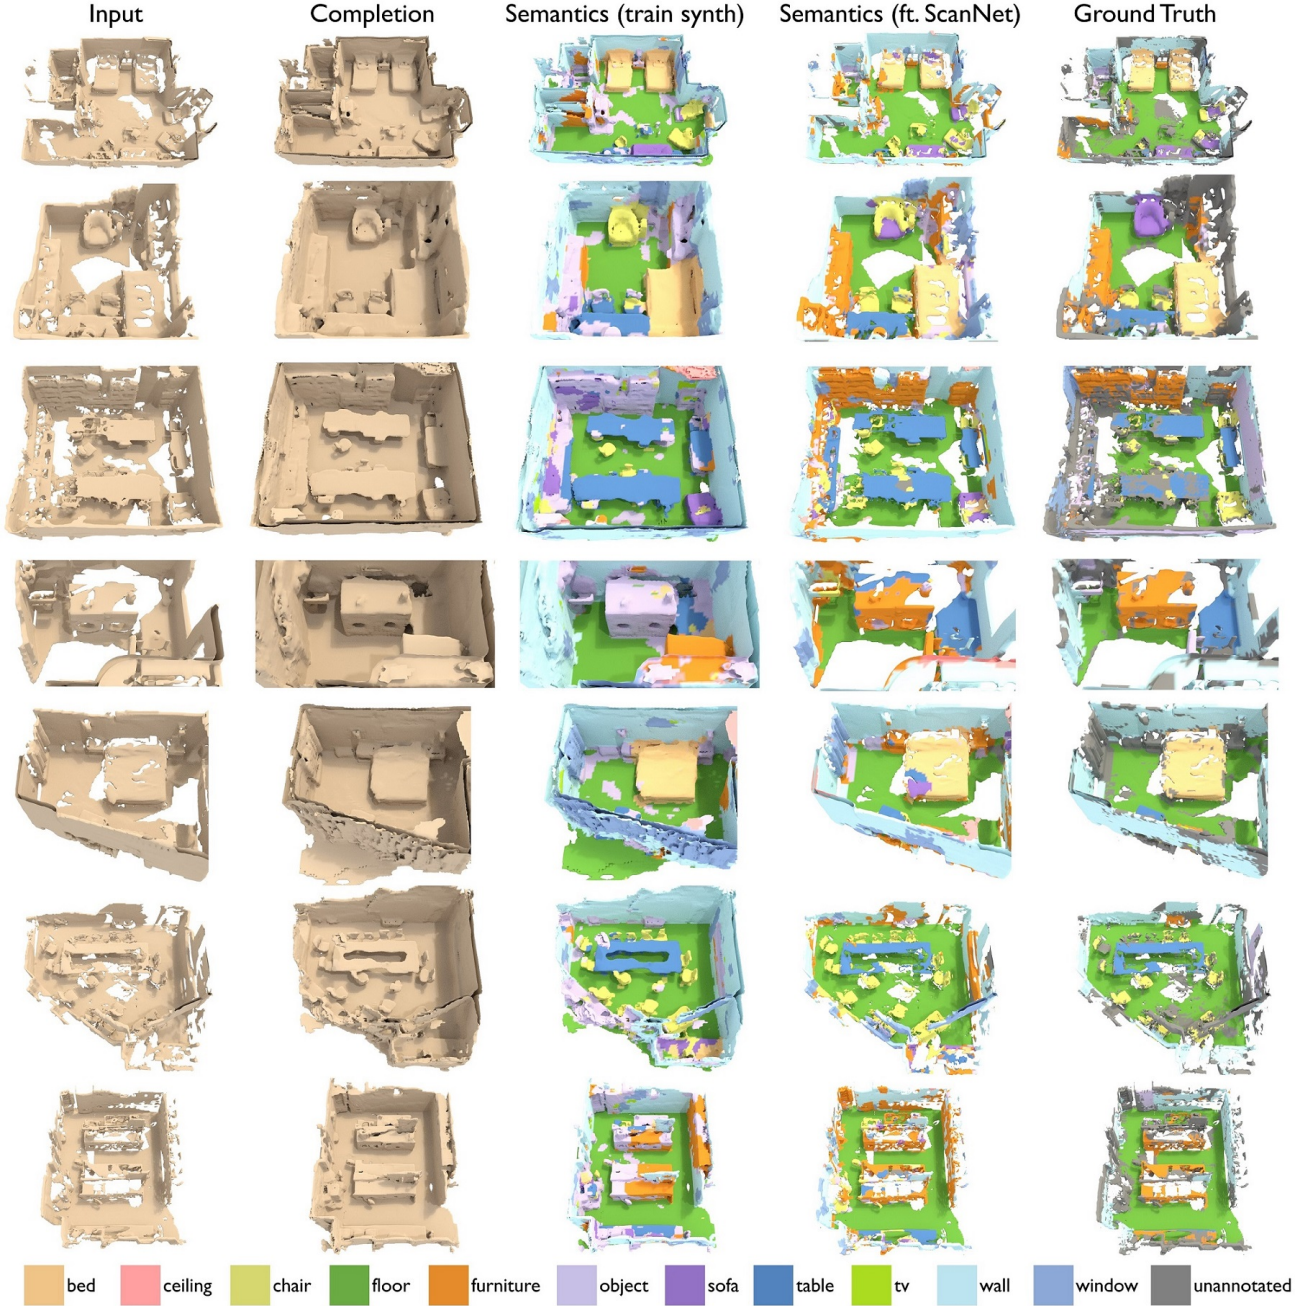 Input Completion Semantics (train synth) Semantics (ft. ScanNet) Ground Truth
bed ceiling chair floor furniture object sofa table tv wall window unannotated